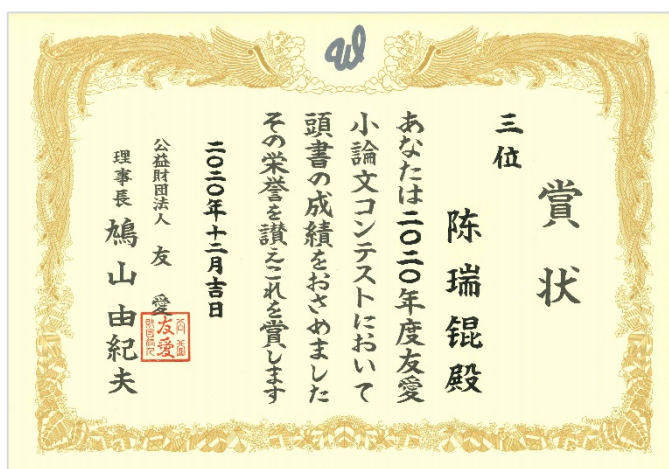 賞状
三位
陈瑞锟殿
あなたは二〇二〇年度友愛
小論文コンテストにおいて
頭書の成績をおさめました
その栄誉を讃えこれを賞します
二〇二〇年十二月吉日
公益財団法人 友愛
理事長 鳩山由紀夫
友愛